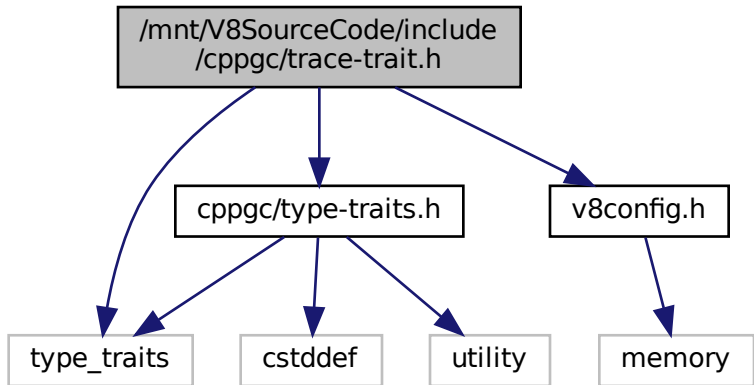 /mnt/V8SourceCode/include
/cppgc/trace-trait.h
cppgc/type-traits.h
v8config.h
type_traits
cstddef
utility
memory